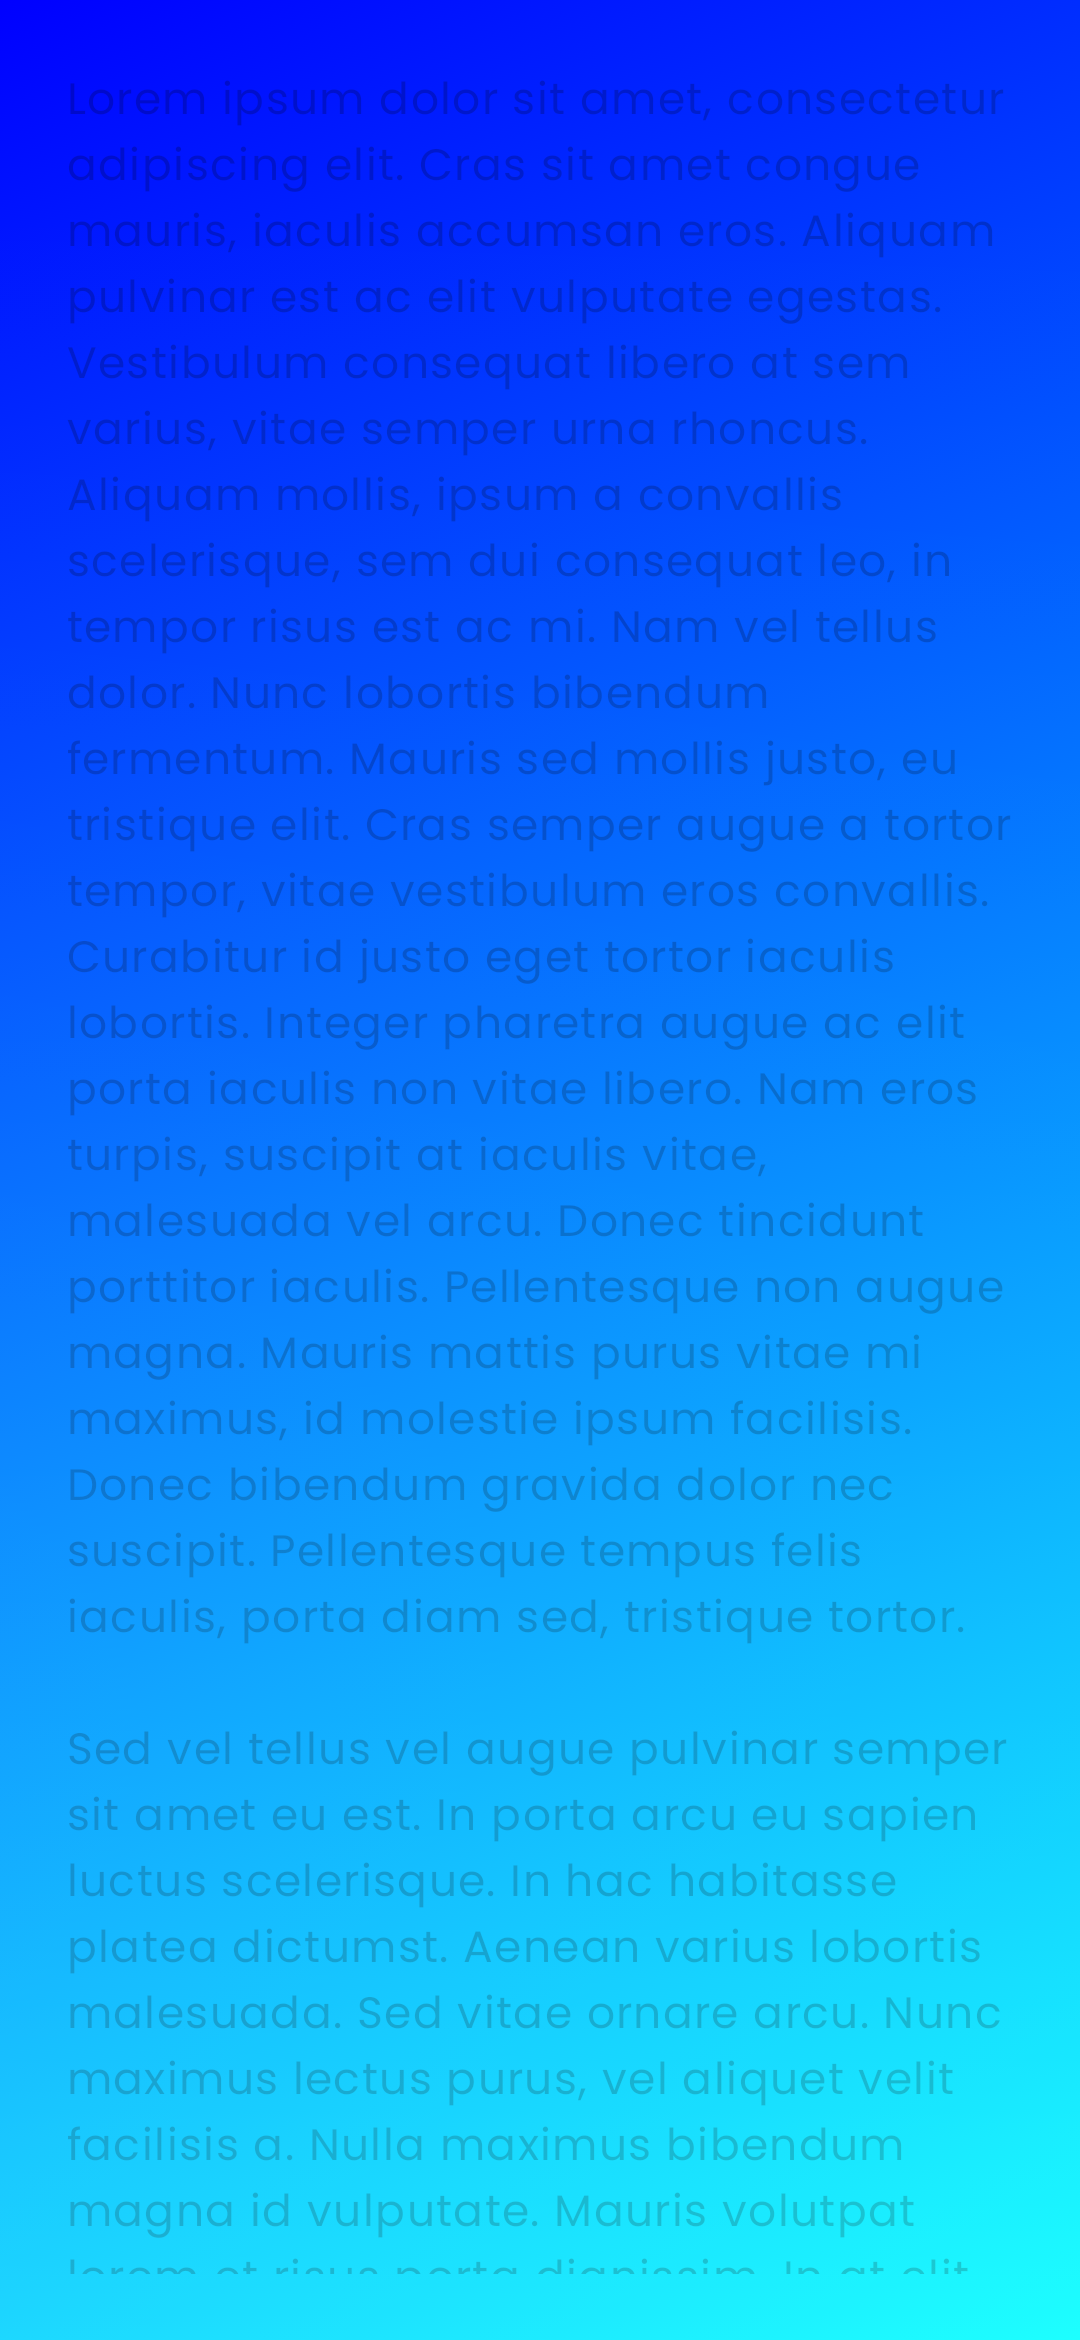 Lorem ipsum dolor sit amet, consectetur
adipiscing elit. Cras sit amet congue
mauris, iaculis accumsan eros. Aliquam
pulvinar est ac elit vulputate egestas.
Vestibulum consequat libero at sem
varius, vitae semper urna rhoncus.
Aliquam mollis, ipsum a convallis
scelerisque, sem dui consequat leo, in
tempor risus est ac mi. Nam vel tellus
dolor. Nunc lobortis bibendum
fermentum. Mauris sed mollis justo, eu
tristique elit. Cras semper augue a tortor
tempor, vitae vestibulum eros convallis.
Curabitur id justo eget tortor iaculis
lobortis. Integer pharetra augue ac elit
porta iaculis non vitae libero. Nam eros
turpis, suscipit at iaculis vitae,
malesuada vel arcu. Donec tincidunt
porttitor iaculis. Pellentesque non augue
magna. Mauris mattis purus vitae mi
maximus, id molestie ipsum facilisis.
Donec bibendum gravida dolor nec
suscipit. Pellentesque tempus felis
iaculis, porta diam sed, tristique tortor.
Sed vel tellus vel augue pulvinar semper
sit amet eu est. In porta arcu eu sapien
luctus scelerisque. In hac habitasse
platea dictumst. Aenean varius lobortis
malesuada. Sed vitae ornare arcu. Nunc
maximus lectus purus, vel aliquet velit
facilisis a. Nulla maximus bibendum
magna id vulputate. Mauris volutpat
lorem et risus porta dignissim. In at elit